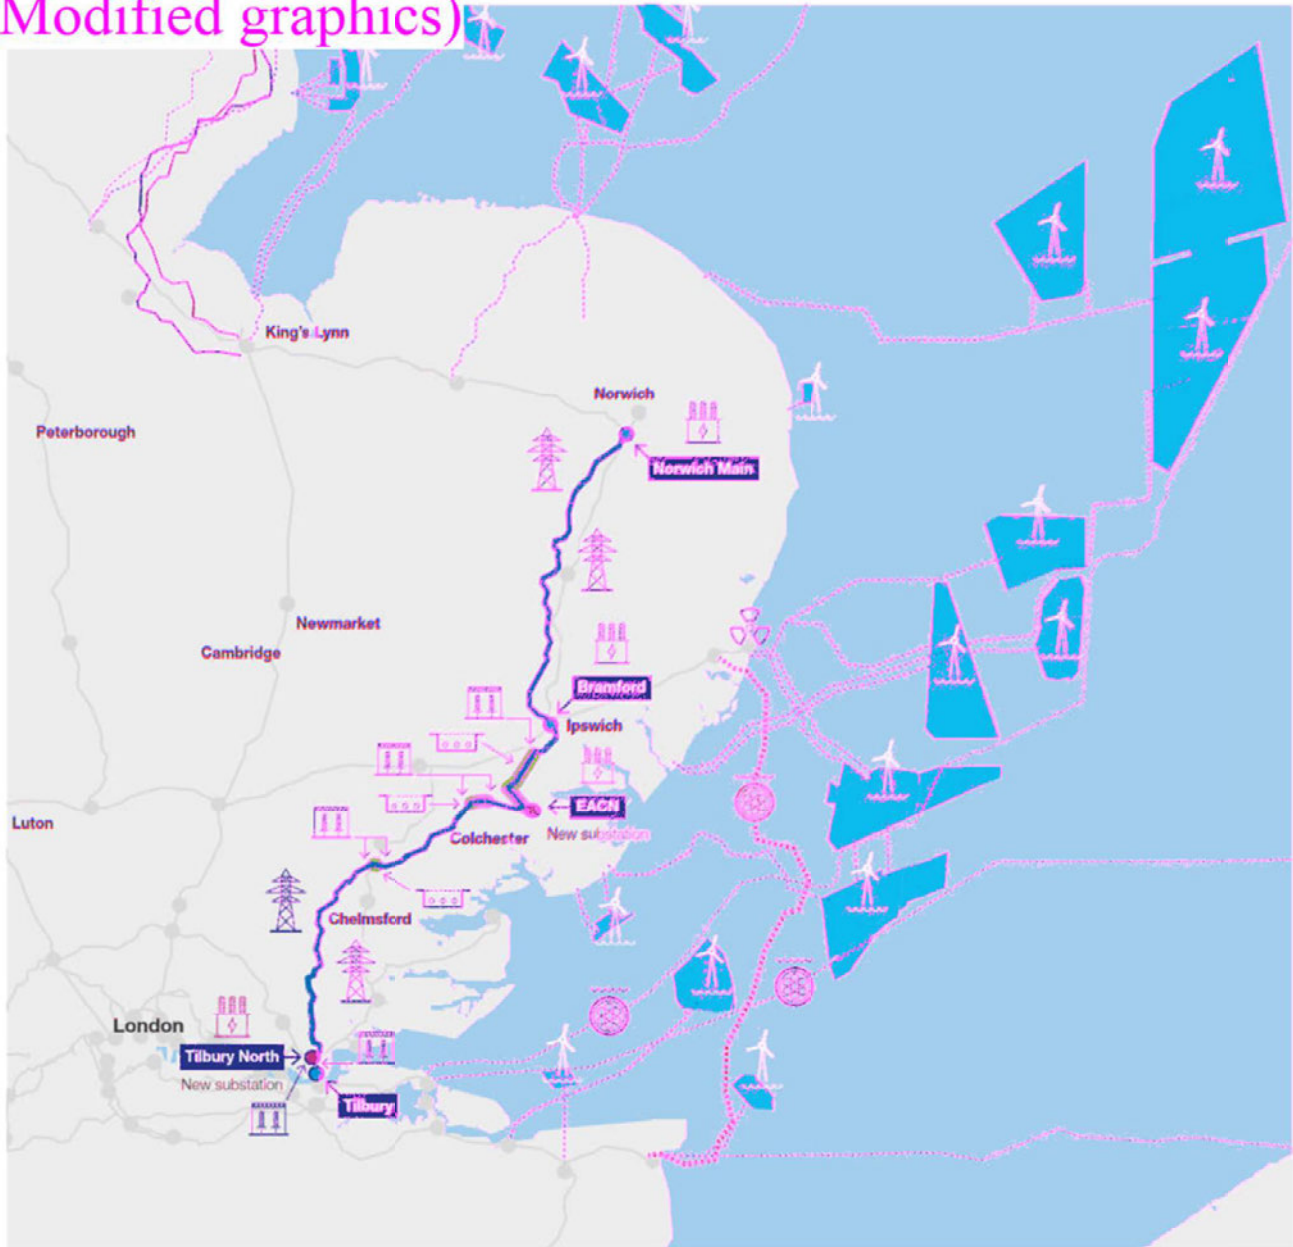 Modified graphics)
King's Lynn
Norwich
Peterborough
Norwich Main
Newmarket
Cambridge
Bramford
Ipswich
EACN
Luton
Colchester
New substation
Chelmsford
London
Tilbury North
New substation
Tilbury